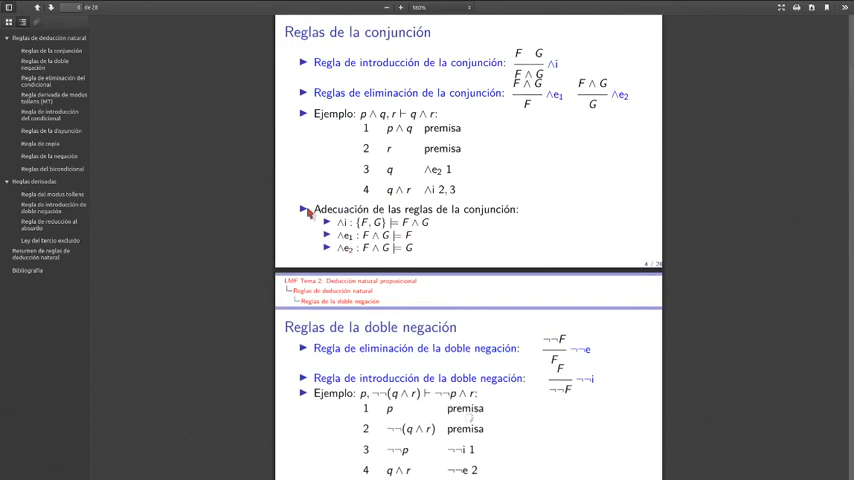 4 de 28
180%
Reglas de deducción natural
Reglas de la conjunción
Reglas de la doble
negación
Regla de eliminación del
condicional
Regla derivada de modus
tollens (MT)
Regla de introducción
del condicional
Reglas de la disyunción
Regla de copia
Reglas de la negación
Reglas del bicondicional
Reglas derivadas
Regla del modus tollens
Regla de introducción de
doble negación
Regla de reducción al
absurdo
Ley del tercio excluido
Resumen de reglas de
deducción natural
Bibliografía
Reglas de la conjunción
Regla de introducción de la conjunción: F G / F ∧ G ∧i
Reglas de eliminación de la conjunción: F ∧ G / F ∧e₁ F ∧ G / G ∧e₂
Ejemplo: p ∧ q, r ⊢ q ∧ r:
1 p ∧ q premisa
2 r premisa
3 q ∧e₂ 1
4 q ∧ r ∧i 2, 3
Adecuación de las reglas de la conjunción:
∧i : {F, G} ⊨ F ∧ G
∧e₁ : F ∧ G ⊨ F
∧e₂ : F ∧ G ⊨ G
4 / 28
LMF Tema 2: Deducción natural proposicional
Reglas de deducción natural
Reglas de la doble negación
Reglas de la doble negación
Regla de eliminación de la doble negación: ¬¬F / F ¬¬e
Regla de introducción de la doble negación: F / ¬¬F ¬¬i
Ejemplo: p, ¬¬(q ∧ r) ⊢ ¬¬p ∧ r:
1 p premisa
2 ¬¬(q ∧ r) premisa
3 ¬¬p ¬¬i 1
4 q ∧ r ¬¬e 2